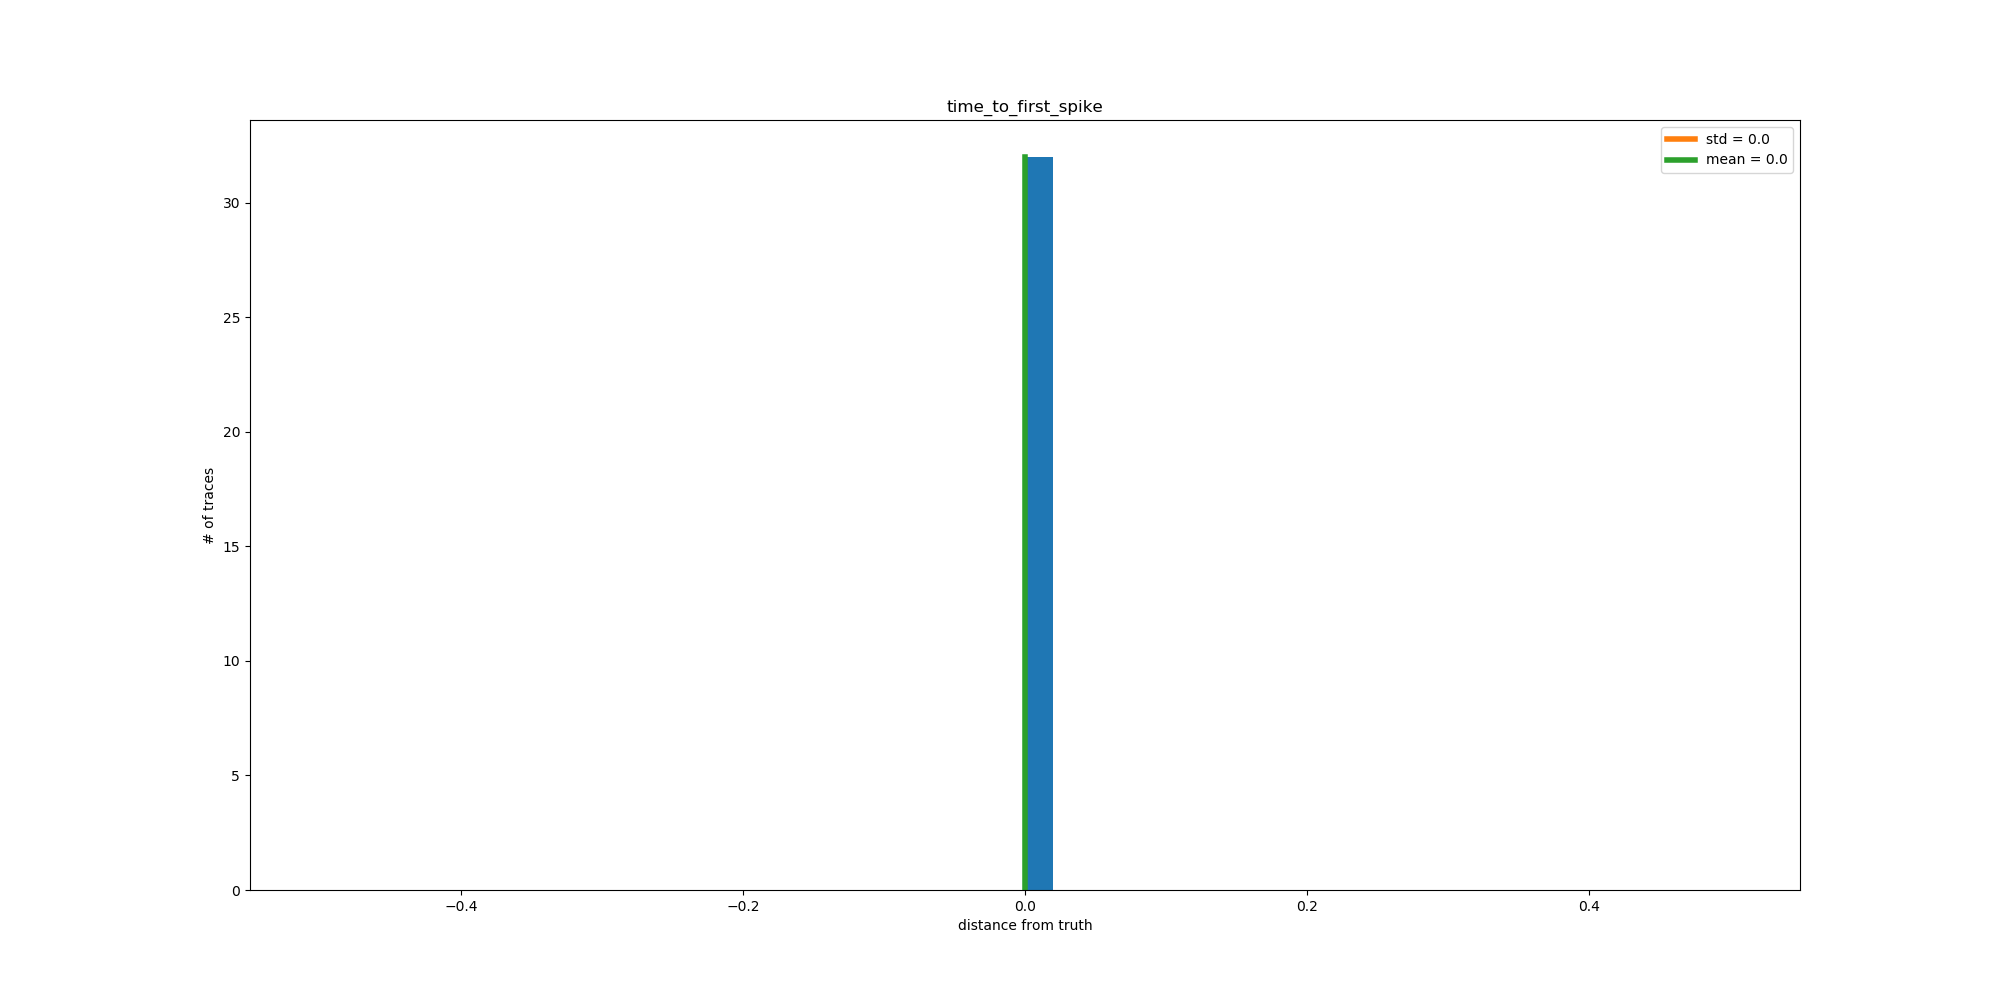 time_to_first_spike
std = 0.0
mean = 0.0
30
25
20
15
10
5
0
# of traces
−0.4
−0.2
0.0
0.2
0.4
distance from truth